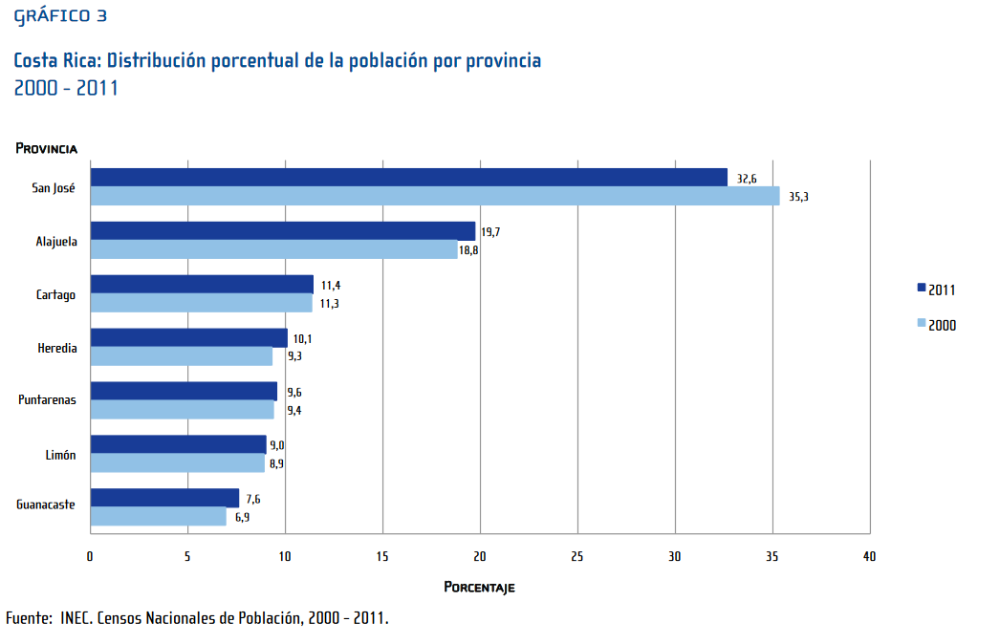 GRÁFICO 3
Costa Rica: Distribución porcentual de la población por provincia
2000 - 2011
Provincia
San José
32,6
35,3
Alajuela
19,7
18,8
Cartago
11,4
11,3
Heredia
10,1
9,3
Puntarenas
9,6
9,4
Limón
9,0
8,9
Guanacaste
7,6
6,9
2011
2000
0 5 10 15 20 25 30 35 40
Porcentaje
Fuente: INEC. Censos Nacionales de Población, 2000 - 2011.